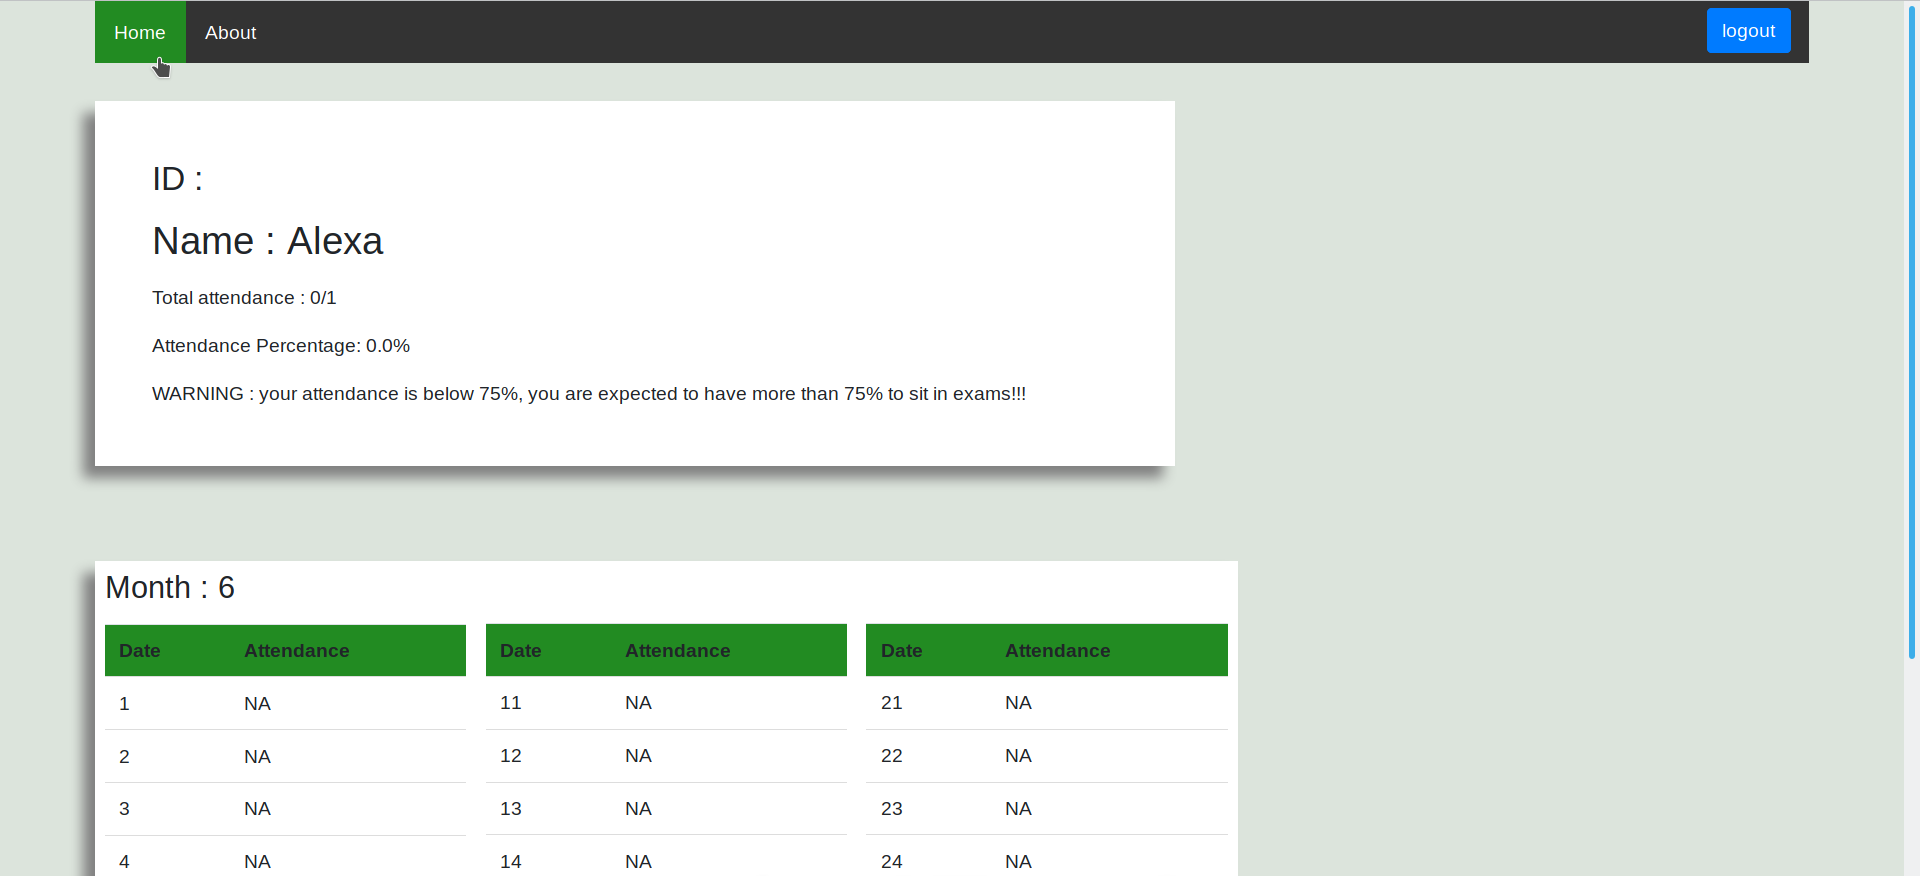 Home About logout
ID :
Name : Alexa
Total attendance : 0/1
Attendance Percentage: 0.0%
WARNING : your attendance is below 75%, you are expected to have more than 75% to sit in exams!!!
Month : 6
Date Attendance Date Attendance Date Attendance
1 NA 11 NA 21 NA
2 NA 12 NA 22 NA
3 NA 13 NA 23 NA
4 NA 14 NA 24 NA